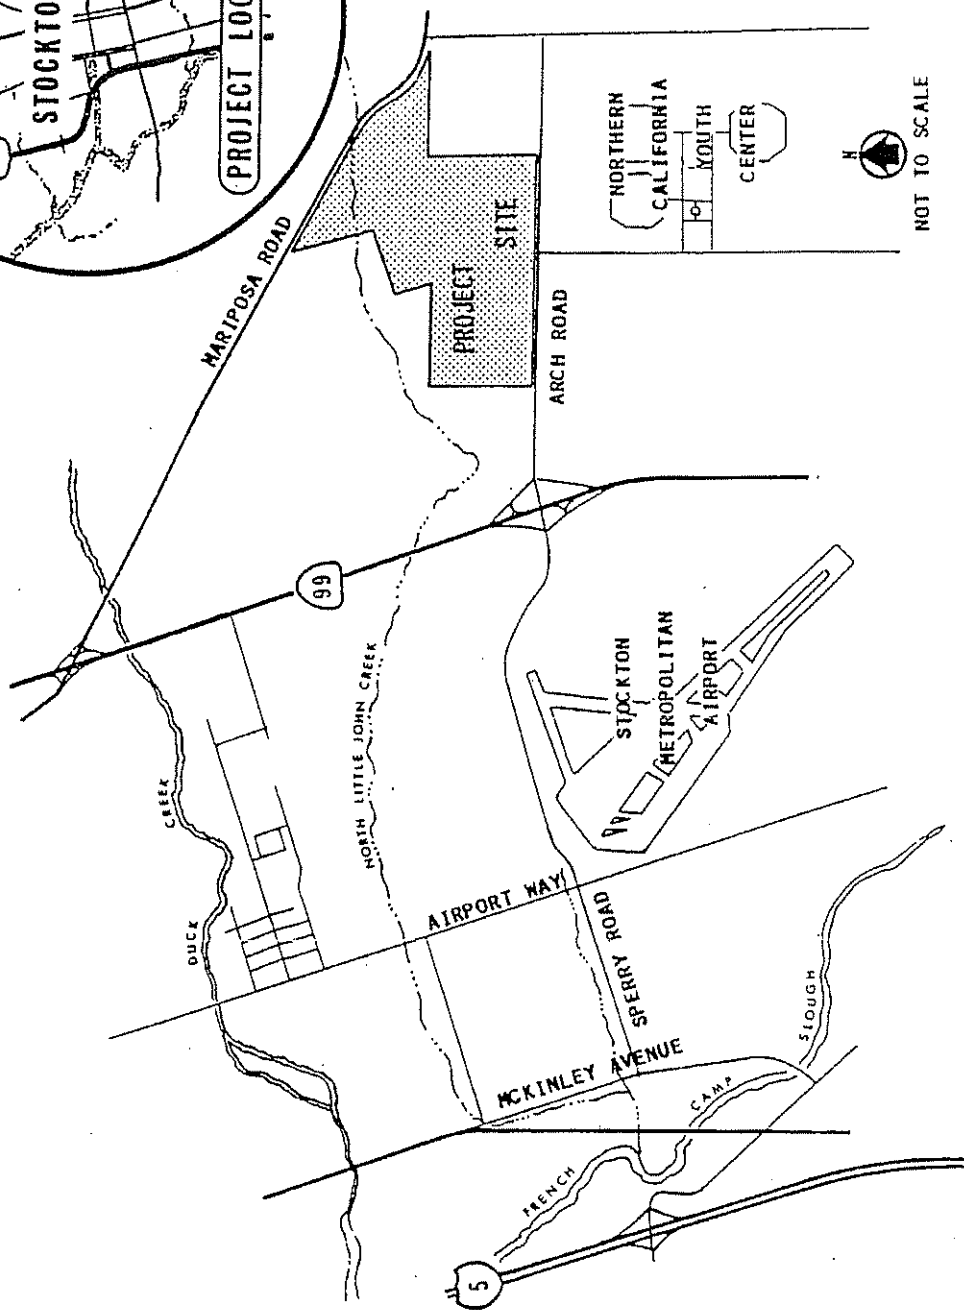 STOCKTO
PROJECT LOC
MARIPOSA ROAD
PROJECT
SITE
ARCH ROAD
NORTHERN
CALIFORNIA
YOUTH
CENTER
N
NOT TO SCALE
99
DUCK
CREEK
NORTH LITTLE JOHN CREEK
STOCKTON
METROPOLITAN
AIRPORT
AIRPORT WAY
SPERRY ROAD
MCKINLEY AVENUE
FRENCH
CAMP
SLOUGH
5